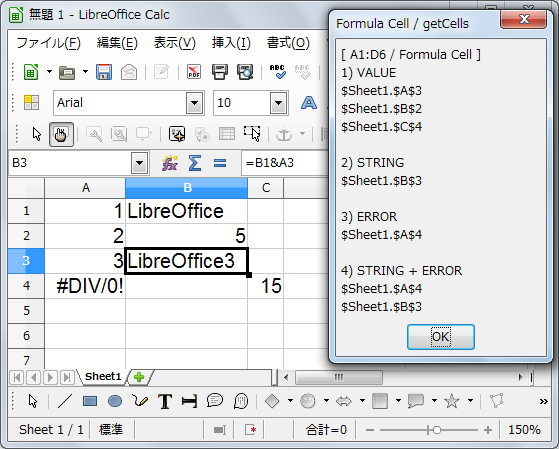 無題 1 - LibreOffice Calc
ファイル(F) 編集(E) 表示(V) 挿入(I) 書式(O)
Arial 10
B3 =B1&A3
A B C
1 1 LibreOffice
2 2 5
3 3 LibreOffice3
4 #DIV/0! 15
5
6
7
Sheet1
Sheet 1 / 1 標準 合計=0 150%
Formula Cell / getCells
[ A1:D6 / Formula Cell ]
1) VALUE
$Sheet1.$A$3
$Sheet1.$B$2
$Sheet1.$C$4
2) STRING
$Sheet1.$B$3
3) ERROR
$Sheet1.$A$4
4) STRING + ERROR
$Sheet1.$A$4
$Sheet1.$B$3
OK